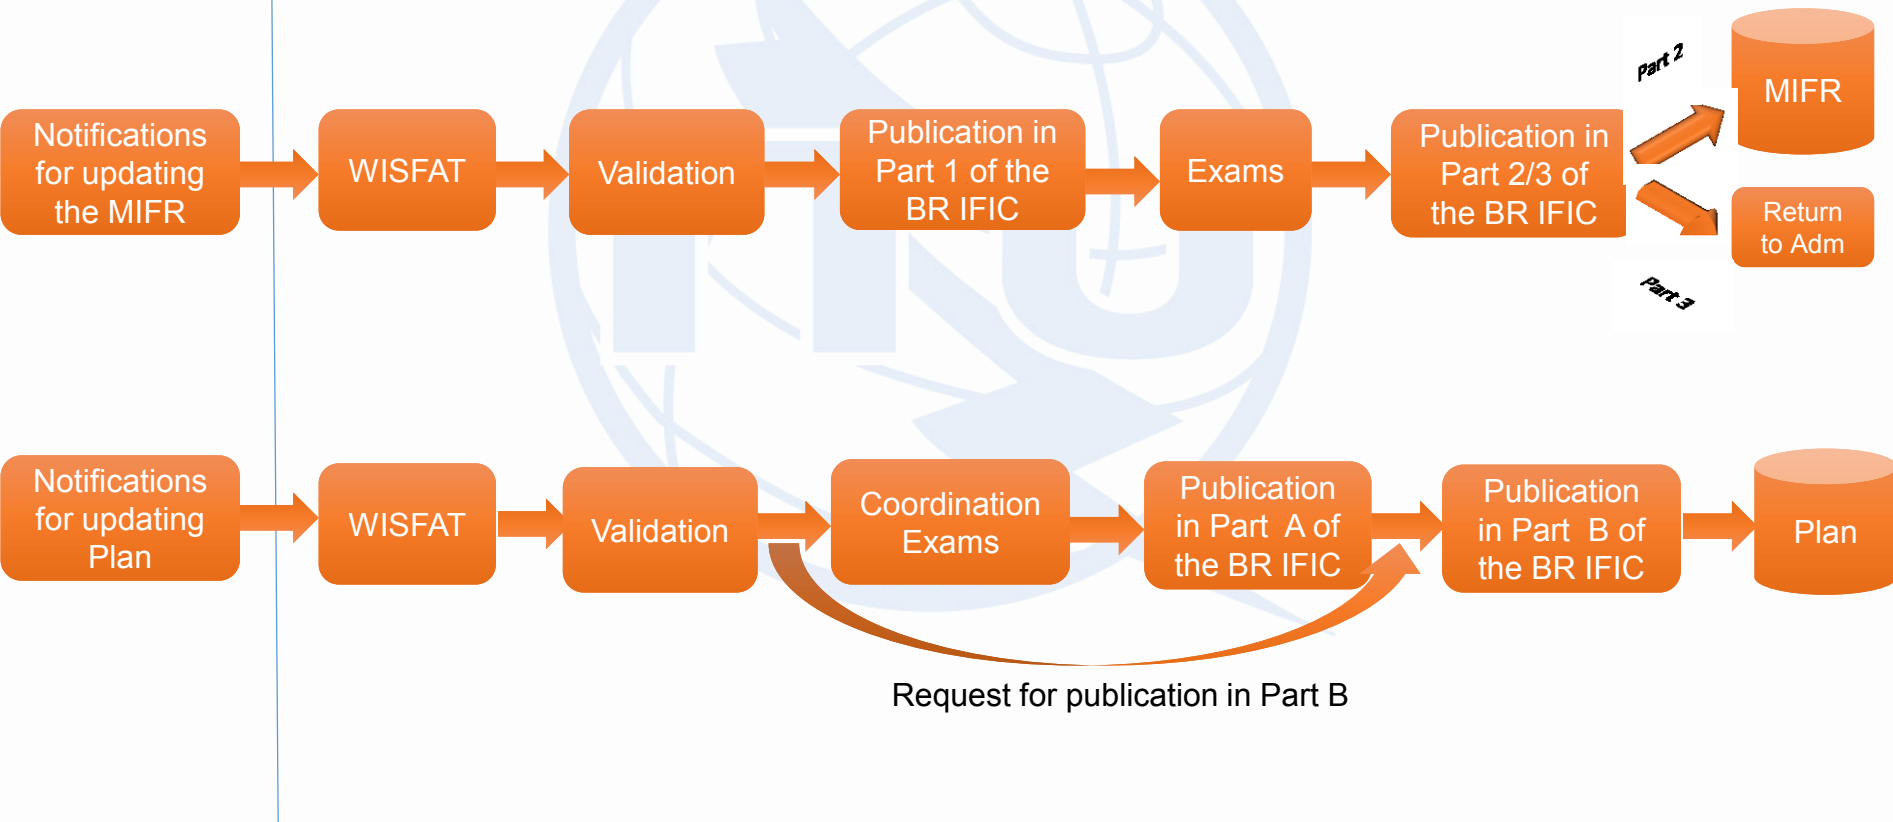 Notifications
for updating
the MIFR
WISFAT
Validation
Publication in
Part 1 of the
BR IFIC
Exams
Publication in
Part 2/3 of
the BR IFIC
Part 2
MIFR
Return
to Adm
Part 3
Notifications
for updating
Plan
WISFAT
Validation
Coordination
Exams
Publication
in Part A of
the BR IFIC
Publication
in Part B of
the BR IFIC
Plan
Request for publication in Part B
ITU